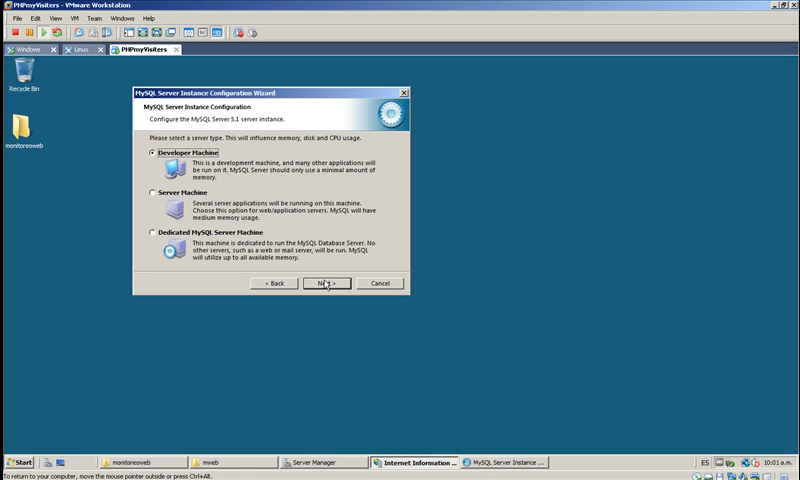 PHPmyVisiters - VMware Workstation
File Edit View VM Team Windows Help
Windows Linux PHPmyVisiters
Recycle Bin
monitoreoweb
MySQL Server Instance Configuration Wizard
MySQL Server Instance Configuration
Configure the MySQL Server 5.1 server instance.
Please select a server type. This will influence memory, disk and CPU usage.
Developer Machine
This is a development machine, and many other applications will
be run on it. MySQL Server should only use a minimal amount of
memory.
Server Machine
Several server applications will be running on this machine.
Choose this option for web/application servers. MySQL will have
medium memory usage.
Dedicated MySQL Server Machine
This machine is dedicated to run the MySQL Database Server. No
other servers, such as a web or mail server, will be run. MySQL
will utilize up to all available memory.
< Back Next > Cancel
Start monitoreoweb mweb Server Manager Internet Information ... MySQL Server Instance ... ES 10:01 a.m.
To return to your computer, move the mouse pointer outside or press Ctrl+Alt.